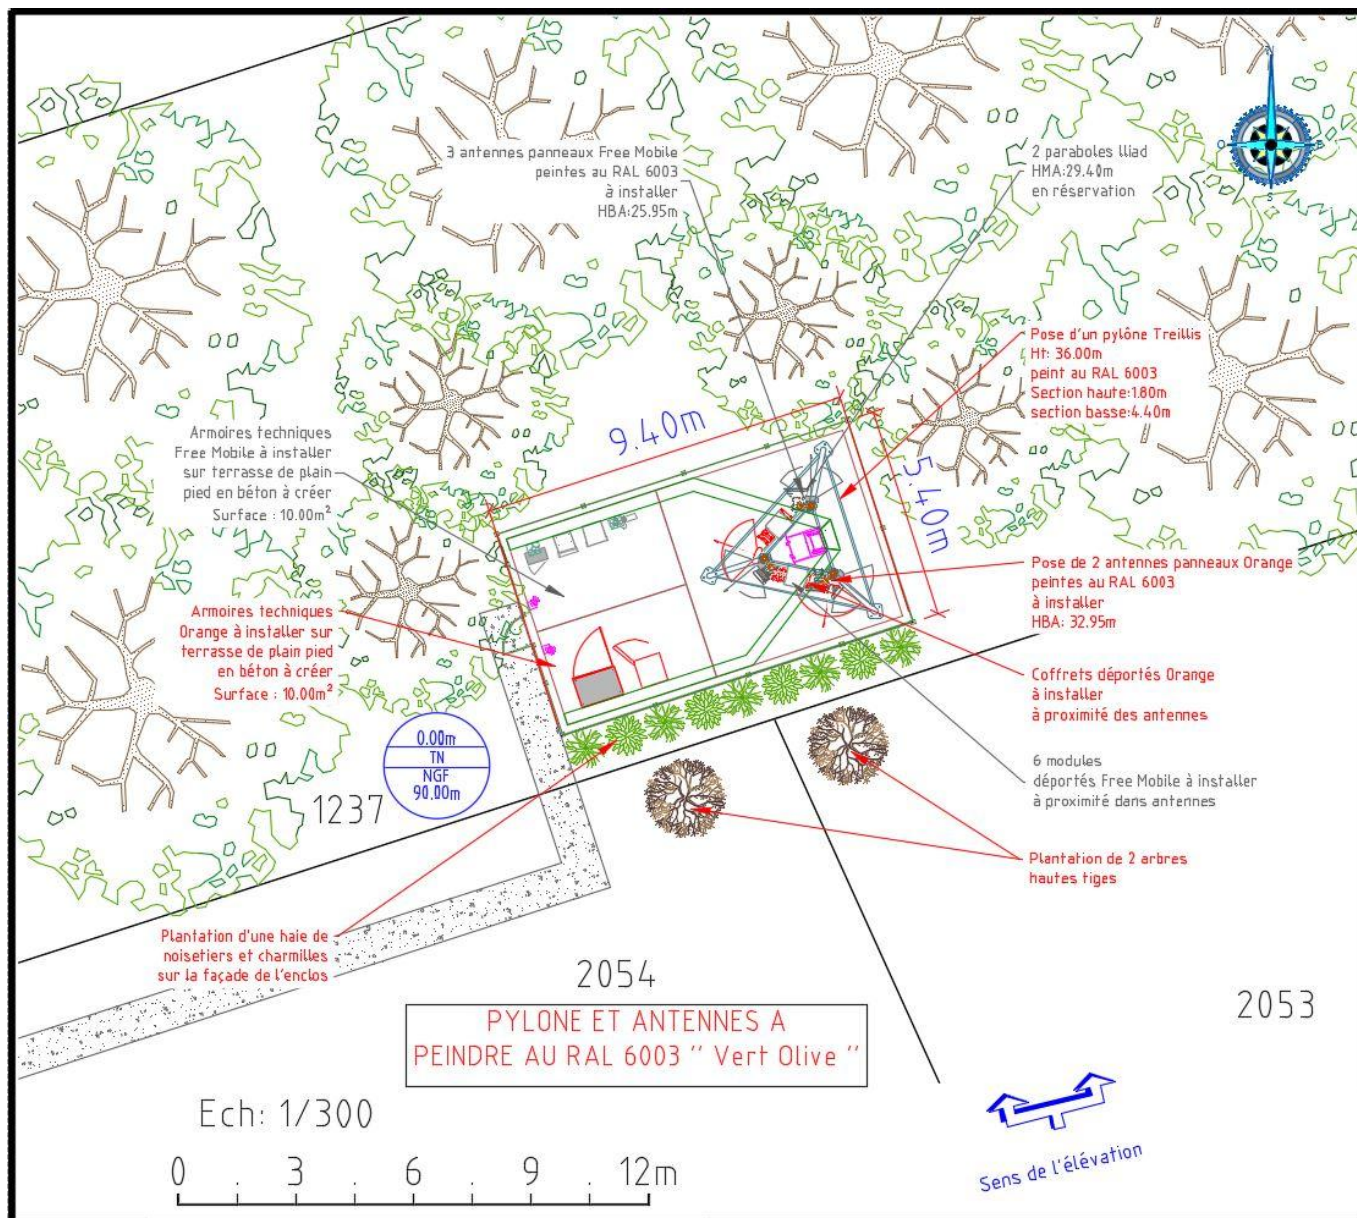 3 antennes panneaux Free Mobile
peintes au RAL 6003
à installer
HBA:25.95m
2 paraboles Iliad
HMA:29.40m
en réservation
N
O
E
S
Pose d'un pylône Treillis
Ht: 36.00m
peint au RAL 6003
Section haute:1.80m
section basse:4.40m
9.40m
5.40m
Armoires techniques
Free Mobile à installer
sur terrasse de plain
pied en béton à créer
Surface : 10.00m²
Armoires techniques
Orange à installer sur
terrasse de plain pied
en béton à créer
Surface : 10.00m²
Pose de 2 antennes panneaux Orange
peintes au RAL 6003
à installer
HBA: 32.95m
Coffrets déportés Orange
à installer
à proximité des antennes
6 modules
déportés Free Mobile à installer
à proximité dans antennes
0.00m
TN
NGF
90.00m
1237
Plantation de 2 arbres
hautes tiges
Plantation d'une haie de
noisetiers et charmilles
sur la façade de l'enclos
2054
2053
PYLONE ET ANTENNES A
PEINDRE AU RAL 6003 '' Vert Olive ''
Ech: 1/300
0 . 3 . 6 . 9 . 12m
Sens de l'élévation